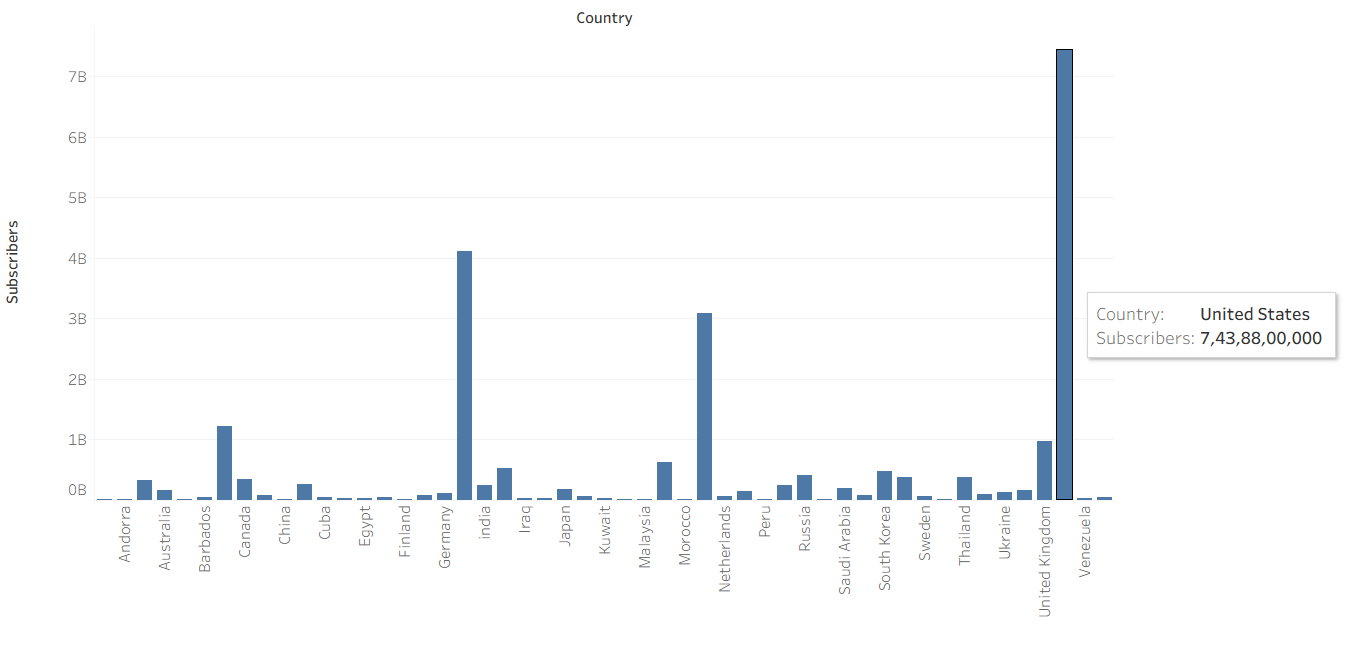 Country
Subscribers
7B
6B
5B
4B
3B
2B
1B
0B
Country: United States
Subscribers: 7,43,88,00,000
Andorra
Australia
Barbados
Canada
China
Cuba
Egypt
Finland
Germany
india
Iraq
Japan
Kuwait
Malaysia
Morocco
Netherlands
Peru
Russia
Saudi Arabia
South Korea
Sweden
Thailand
Ukraine
United Kingdom
Venezuela